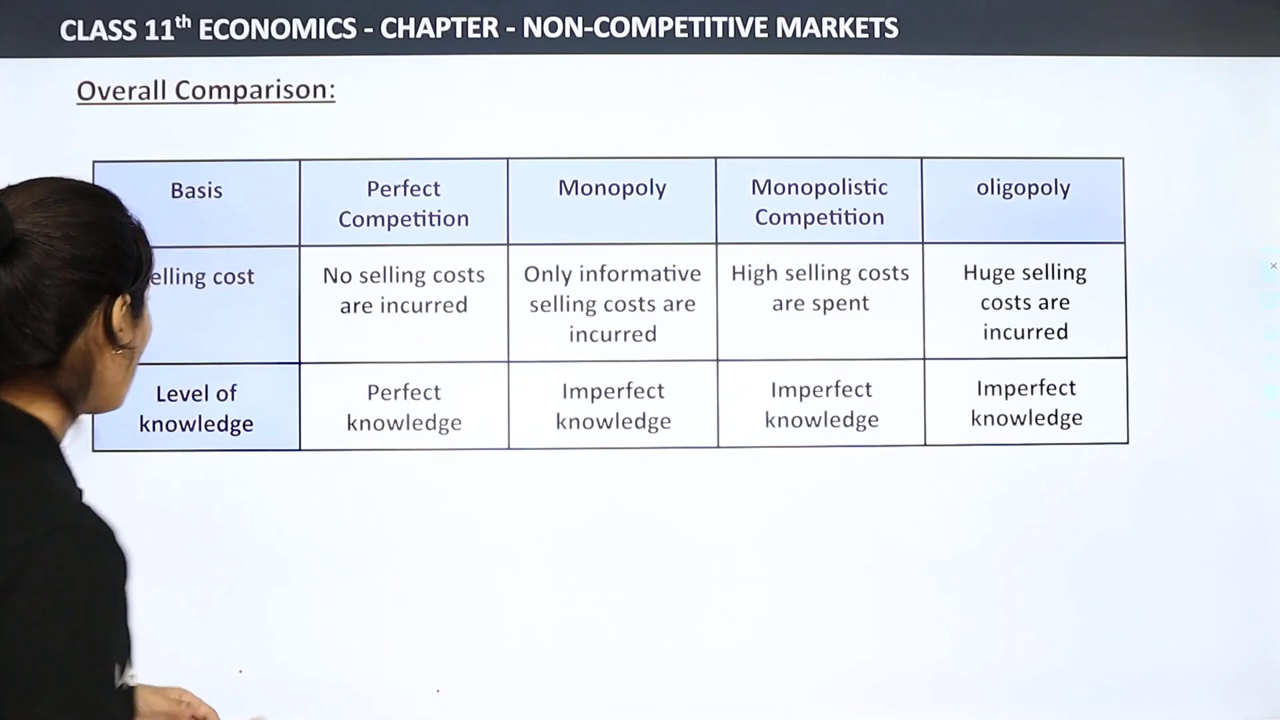 CLASS 11th ECONOMICS - CHAPTER - NON-COMPETITIVE MARKETS
Overall Comparison:
Basis
Perfect
Competition
Monopoly
Monopolistic
Competition
oligopoly
elling cost
No selling costs
are incurred
Only informative
selling costs are
incurred
High selling costs
are spent
Huge selling
costs are
incurred
Level of
knowledge
Perfect
knowledge
Imperfect
knowledge
Imperfect
knowledge
Imperfect
knowledge